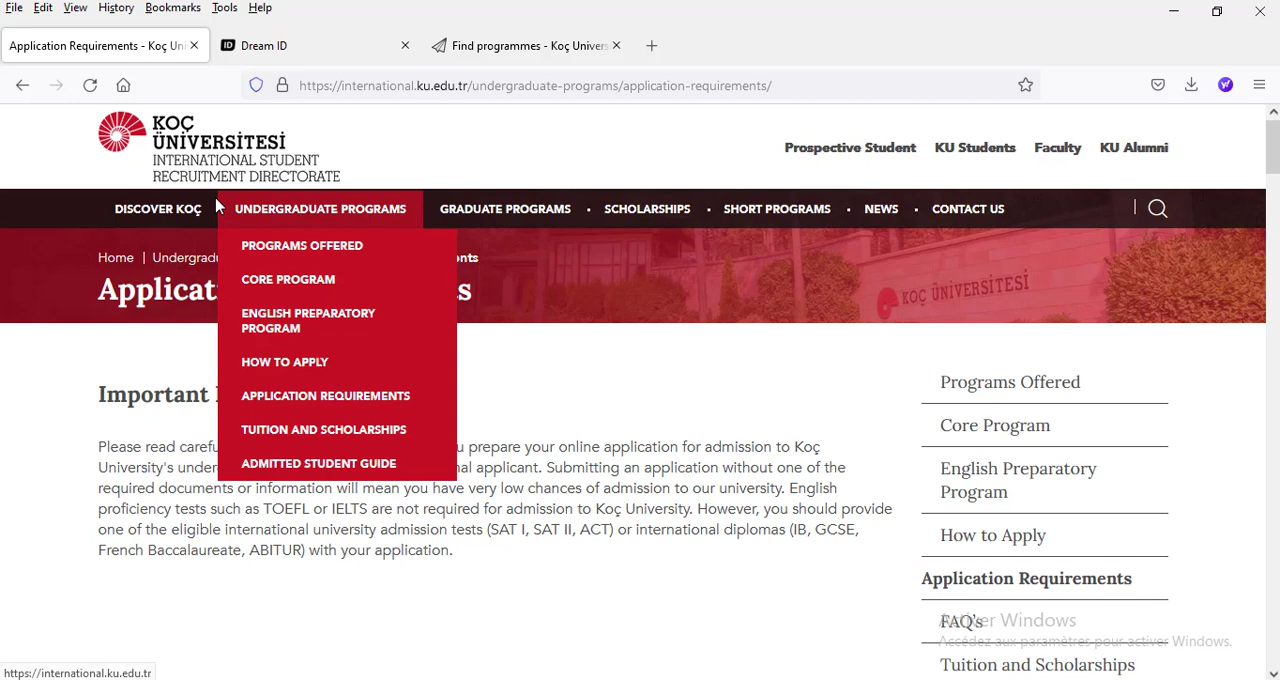 File Edit View History Bookmarks Tools Help
Application Requirements - Koç Uni
Dream ID
Find programmes - Koç Univers
https://international.ku.edu.tr/undergraduate-programs/application-requirements/
KOÇ
ÜNİVERSİTESİ
INTERNATIONAL STUDENT
RECRUITMENT DIRECTORATE
Prospective Student KU Students Faculty KU Alumni
DISCOVER KOÇ UNDERGRADUATE PROGRAMS GRADUATE PROGRAMS SCHOLARSHIPS SHORT PROGRAMS NEWS CONTACT US
PROGRAMS OFFERED
CORE PROGRAM
ENGLISH PREPARATORY
PROGRAM
HOW TO APPLY
APPLICATION REQUIREMENTS
TUITION AND SCHOLARSHIPS
ADMITTED STUDENT GUIDE
Home | Undergradu nts
Applicat s
KOÇ ÜNİVERSİTESİ
Important
Please read carefu u prepare your online application for admission to Koç
University's under nal applicant. Submitting an application without one of the
required documents or information will mean you have very low chances of admission to our university. English
proficiency tests such as TOEFL or IELTS are not required for admission to Koç University. However, you should provide
one of the eligible international university admission tests (SAT I, SAT II, ACT) or international diplomas (IB, GCSE,
French Baccalaureate, ABITUR) with your application.
Programs Offered
Core Program
English Preparatory
Program
How to Apply
Application Requirements
FAQ's
Tuition and Scholarships
Activer Windows
Accédez aux paramètres pour activer Windows.
https://international.ku.edu.tr